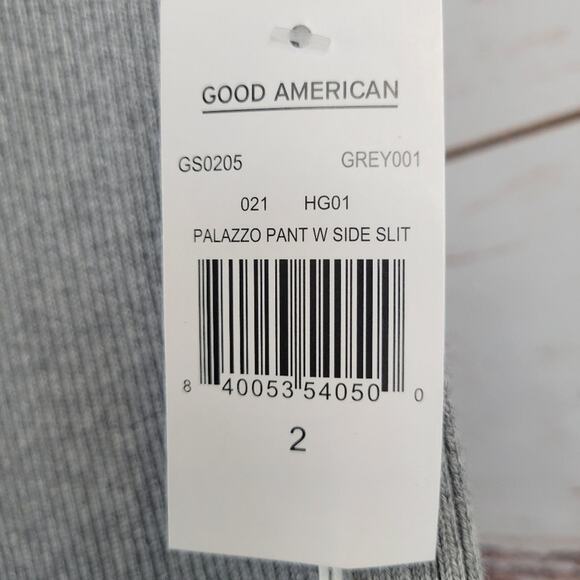 GOOD AMERICAN
GS0205 GREY001
021 HG01
PALAZZO PANT W SIDE SLIT
8 40053 54050 0
2